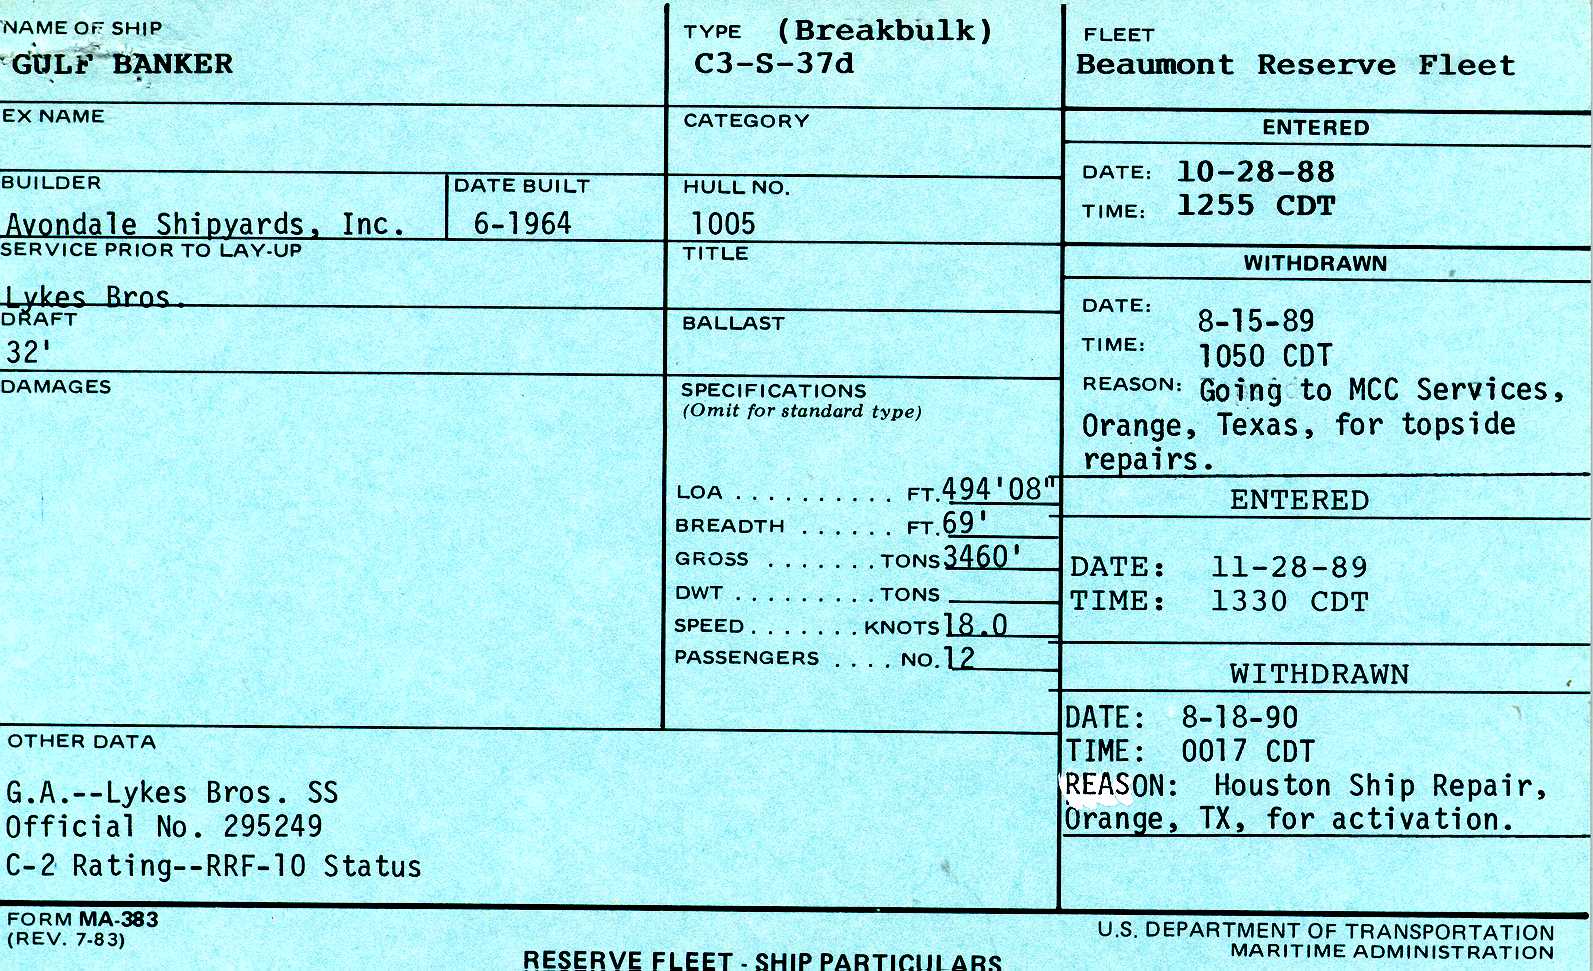 NAME OF SHIP
GULF BANKER
TYPE (Breakbulk)
C3-S-37d
FLEET
Beaumont Reserve Fleet
EX NAME
CATEGORY
ENTERED
DATE: 10-28-88
TIME: 1255 CDT
BUILDER
Avondale Shipyards, Inc.
DATE BUILT
6-1964
HULL NO.
1005
SERVICE PRIOR TO LAY-UP
Lykes Bros.
TITLE
WITHDRAWN
DATE: 8-15-89
TIME: 1050 CDT
REASON: Going to MCC Services,
Orange, Texas, for topside
repairs.
DRAFT
32'
BALLAST
DAMAGES
SPECIFICATIONS
(Omit for standard type)
LOA . . . . . . . . . . FT. 494'08"
BREADTH . . . . . . FT. 69'
GROSS . . . . . . . TONS 3460'
DWT . . . . . . . . . TONS
SPEED . . . . . . . KNOTS 18.0
PASSENGERS . . . . NO. 12
ENTERED
DATE: 11-28-89
TIME: 1330 CDT
WITHDRAWN
DATE: 8-18-90
TIME: 0017 CDT
REASON: Houston Ship Repair,
Orange, TX, for activation.
OTHER DATA
G.A.--Lykes Bros. SS
Official No. 295249
C-2 Rating--RRF-10 Status
FORM MA-383
(REV. 7-83)
RESERVE FLEET - SHIP PARTICULARS
U.S. DEPARTMENT OF TRANSPORTATION
MARITIME ADMINISTRATION